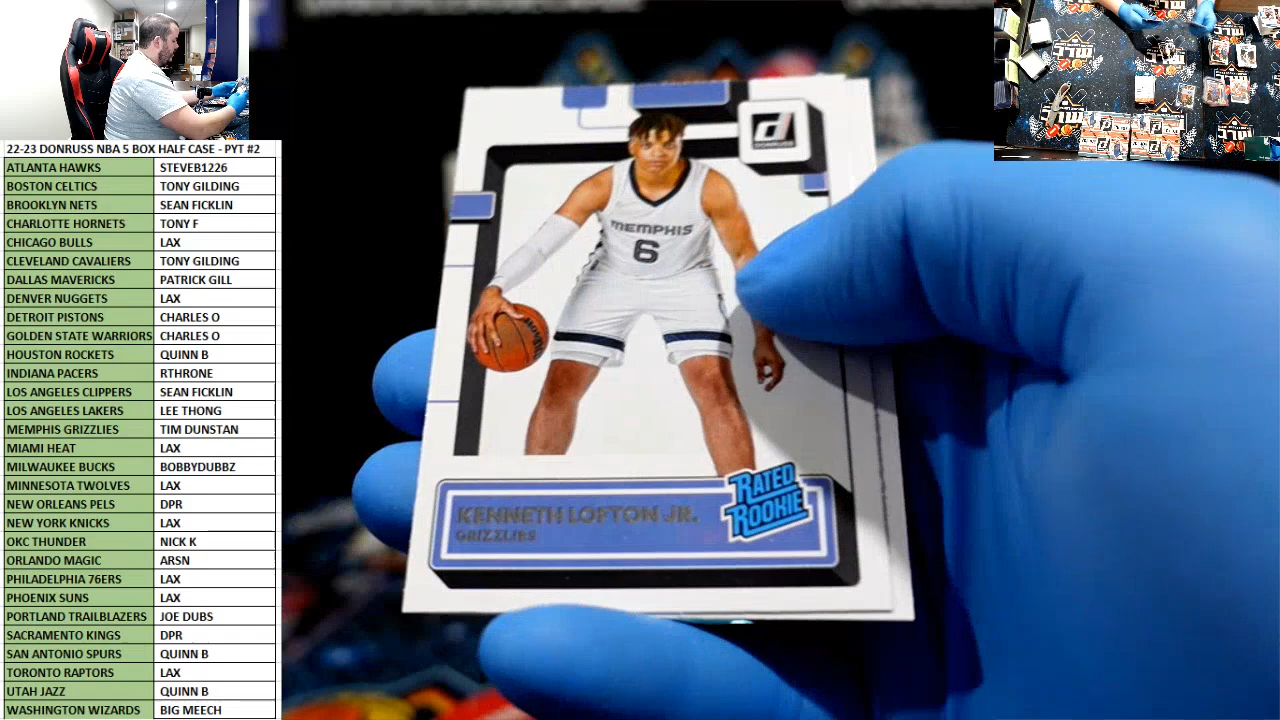 22-23 DONRUSS NBA 5 BOX HALF CASE - PYT #2
ATLANTA HAWKS STEVEB1226
BOSTON CELTICS TONY GILDING
BROOKLYN NETS SEAN FICKLIN
CHARLOTTE HORNETS TONY F
CHICAGO BULLS LAX
CLEVELAND CAVALIERS TONY GILDING
DALLAS MAVERICKS PATRICK GILL
DENVER NUGGETS LAX
DETROIT PISTONS CHARLES O
GOLDEN STATE WARRIORS CHARLES O
HOUSTON ROCKETS QUINN B
INDIANA PACERS RTHRONE
LOS ANGELES CLIPPERS SEAN FICKLIN
LOS ANGELES LAKERS LEE THONG
MEMPHIS GRIZZLIES TIM DUNSTAN
MIAMI HEAT LAX
MILWAUKEE BUCKS BOBBYDUBBZ
MINNESOTA TWOLVES LAX
NEW ORLEANS PELS DPR
NEW YORK KNICKS LAX
OKC THUNDER NICK K
ORLANDO MAGIC ARSN
PHILADELPHIA 76ERS LAX
PHOENIX SUNS LAX
PORTLAND TRAILBLAZERS JOE DUBS
SACRAMENTO KINGS DPR
SAN ANTONIO SPURS QUINN B
TORONTO RAPTORS LAX
UTAH JAZZ QUINN B
WASHINGTON WIZARDS BIG MEECH
DONRUSS
MEMPHIS
6
RATED
ROOKIE
KENNETH LOFTON JR.
GRIZZLIES